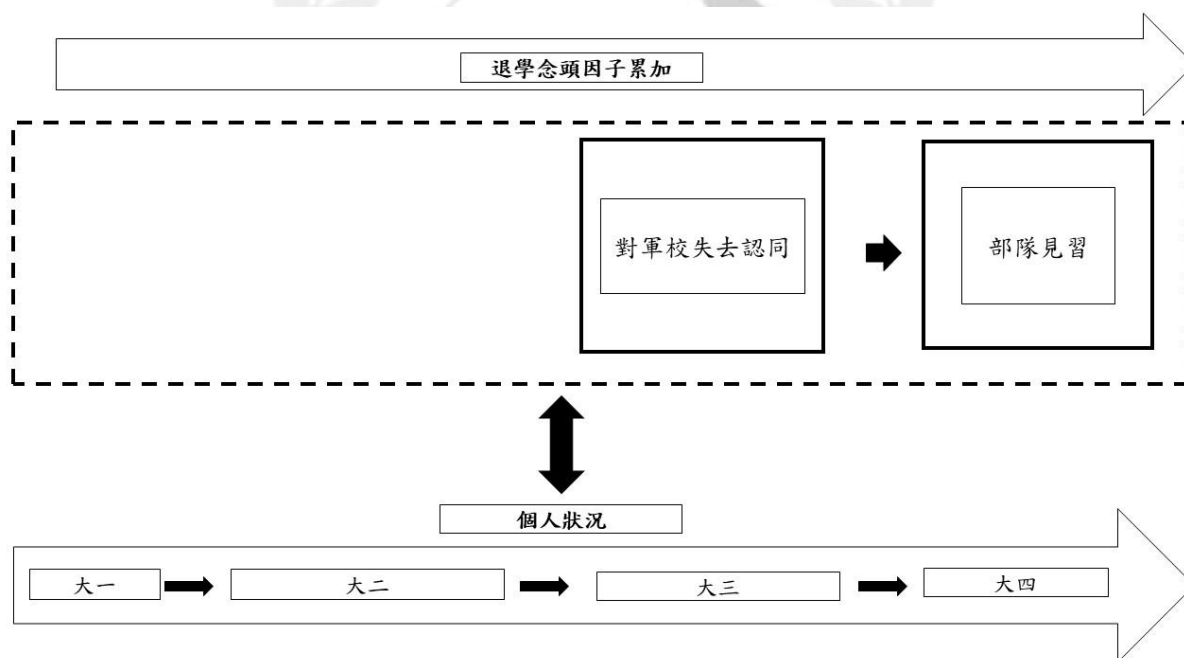 退學念頭因子累加
對軍校失去認同
部隊見習
個人狀況
大一
大二
大三
大四